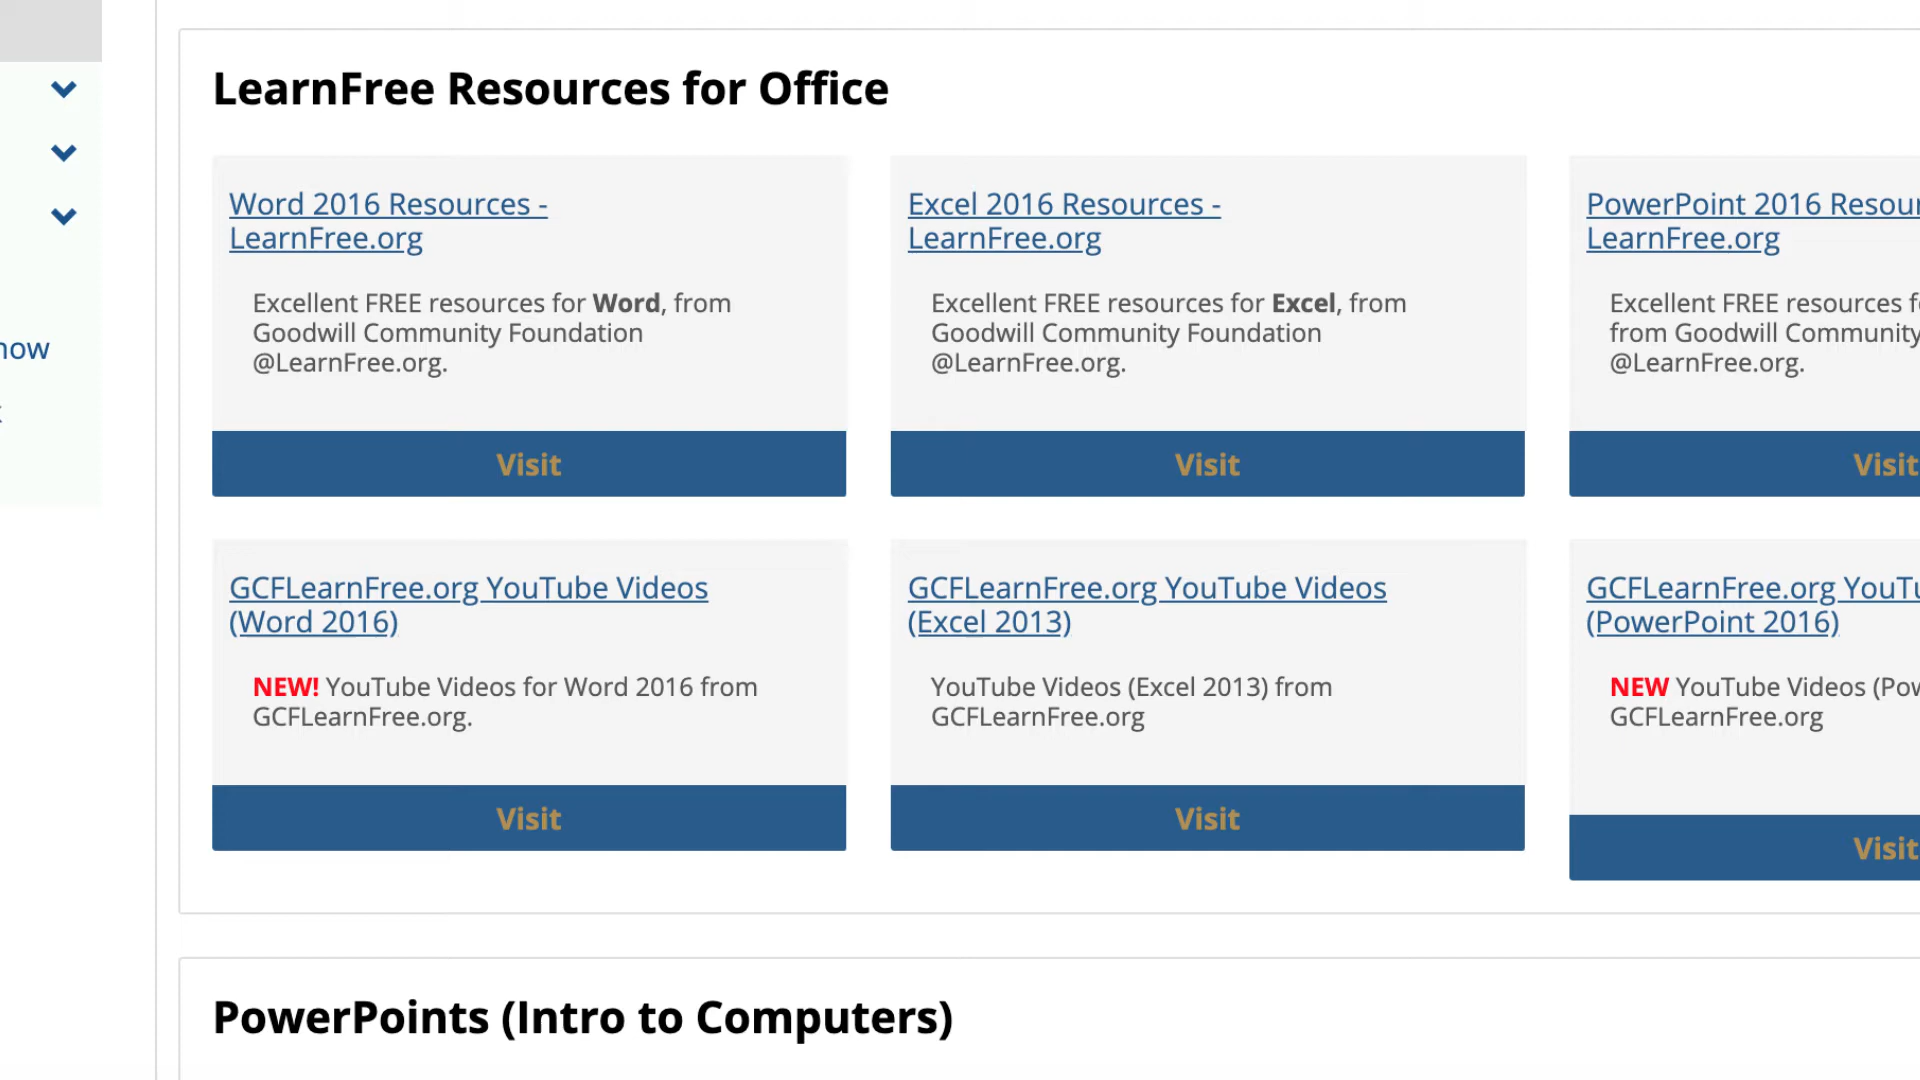 LearnFree Resources for Office
Word 2016 Resources -
LearnFree.org
Excellent FREE resources for Word, from
Goodwill Community Foundation
@LearnFree.org.
Visit
Excel 2016 Resources -
LearnFree.org
Excellent FREE resources for Excel, from
Goodwill Community Foundation
@LearnFree.org.
Visit
PowerPoint 2016
LearnFree.org
Excellent FREE resources
from Goodwill Community
@LearnFree.org.
Visit
GCFLearnFree.org YouTube Videos
(Word 2016)
NEW! YouTube Videos for Word 2016 from
GCFLearnFree.org.
Visit
GCFLearnFree.org YouTube Videos
(Excel 2013)
YouTube Videos (Excel 2013) from
GCFLearnFree.org
Visit
GCFLearnFree.org
(PowerPoint 2016)
NEW YouTube Videos
GCFLearnFree.org
Visit
PowerPoints (Intro to Computers)